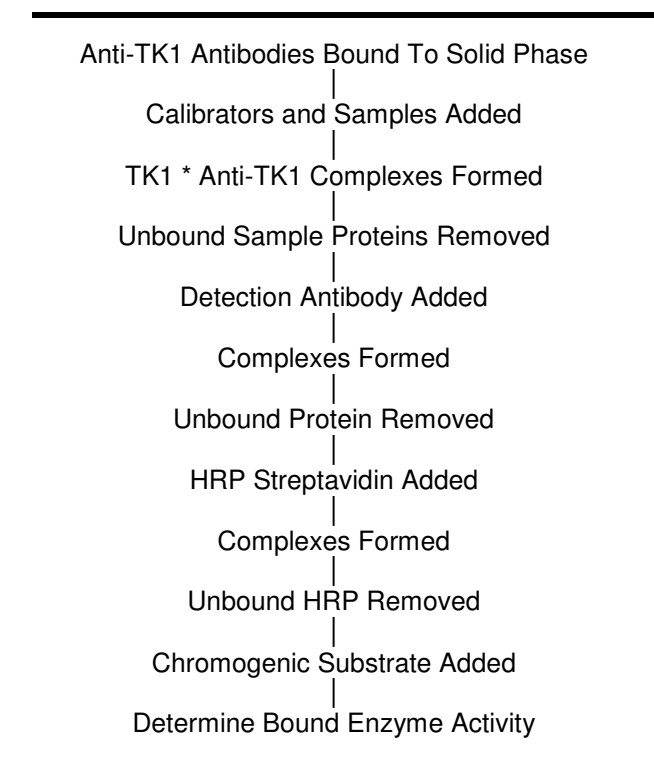 Anti-TK1 Antibodies Bound To Solid Phase
Calibrators and Samples Added
TK1 * Anti-TK1 Complexes Formed
Unbound Sample Proteins Removed
Detection Antibody Added
Complexes Formed
Unbound Protein Removed
HRP Streptavidin Added
Complexes Formed
Unbound HRP Removed
Chromogenic Substrate Added
Determine Bound Enzyme Activity